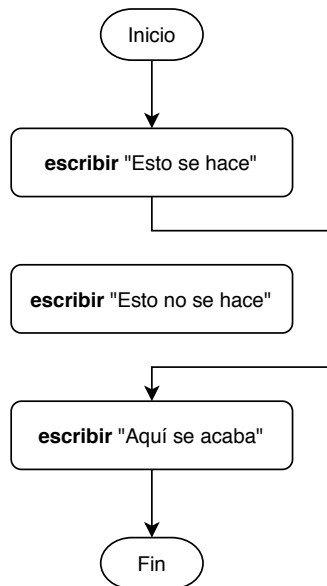 Inicio
escribir "Esto se hace"
escribir "Esto no se hace"
escribir "Aquí se acaba"
Fin